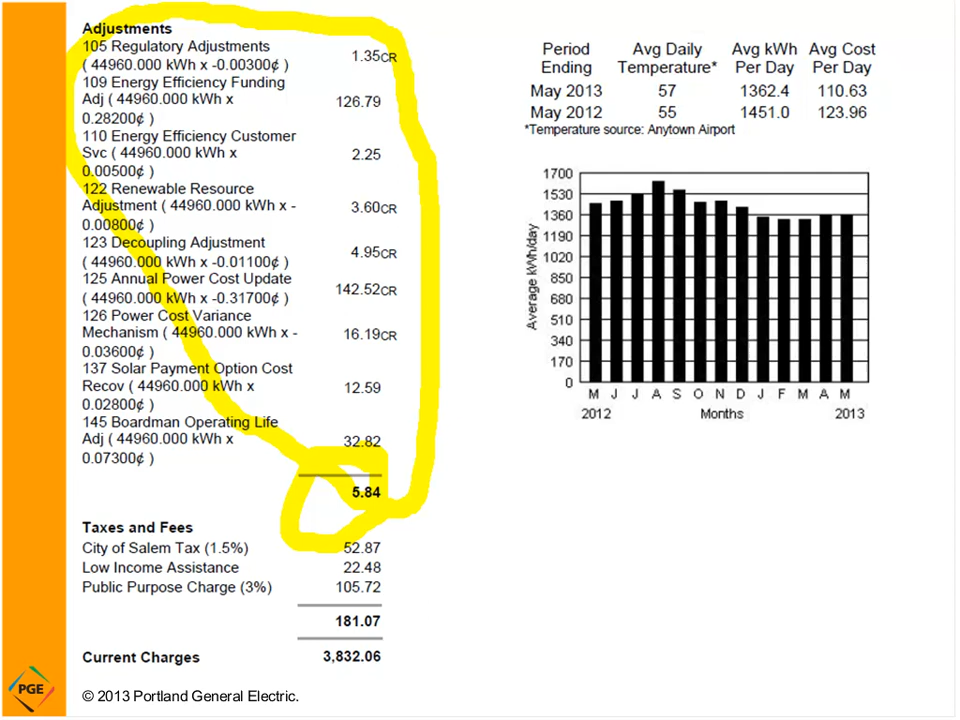 Adjustments
105 Regulatory Adjustments
( 44960.000 kWh x -0.00300¢ ) 1.35CR
109 Energy Efficiency Funding
Adj ( 44960.000 kWh x 126.79
0.28200¢ )
110 Energy Efficiency Customer
Svc ( 44960.000 kWh x 2.25
0.00500¢ )
122 Renewable Resource
Adjustment ( 44960.000 kWh x - 3.60CR
0.00800¢ )
123 Decoupling Adjustment
( 44960.000 kWh x -0.01100¢ ) 4.95CR
125 Annual Power Cost Update
( 44960.000 kWh x -0.31700¢ ) 142.52CR
126 Power Cost Variance
Mechanism ( 44960.000 kWh x - 16.19CR
0.03600¢ )
137 Solar Payment Option Cost
Recov ( 44960.000 kWh x 12.59
0.02800¢ )
145 Boardman Operating Life
Adj ( 44960.000 kWh x 32.82
0.07300¢ )
5.84
Taxes and Fees
City of Salem Tax (1.5%) 52.87
Low Income Assistance 22.48
Public Purpose Charge (3%) 105.72
181.07
Current Charges 3,832.06
PGE
© 2013 Portland General Electric.
Period Avg Daily Avg kWh Avg Cost
Ending Temperature* Per Day Per Day
May 2013 57 1362.4 110.63
May 2012 55 1451.0 123.96
*Temperature source: Anytown Airport
Average kWh/day
1700
1530
1360
1190
1020
850
680
510
340
170
0
M J J A S O N D J F M A M
2012 Months 2013